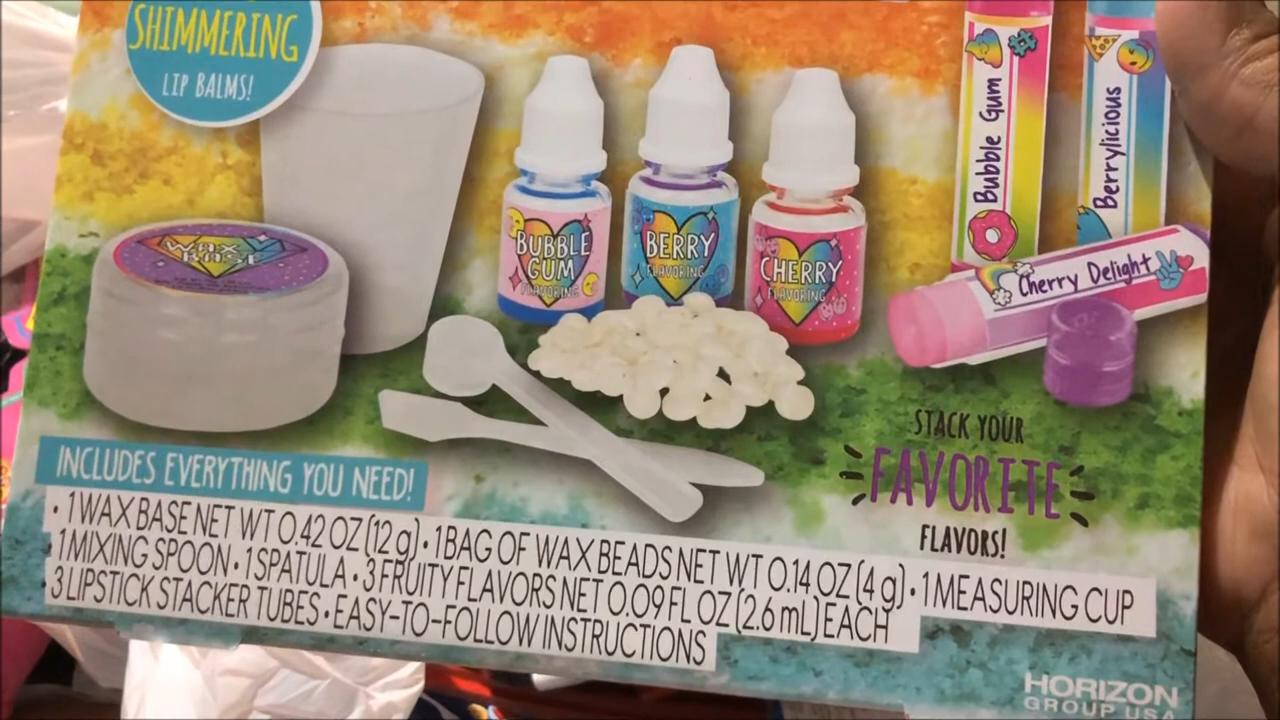 SHIMMERING
LIP BALMS!
WAX
BASE
BUBBLE
GUM
FLAVORING
BERRY
FLAVORING
CHERRY
FLAVORING
Bubble Gum
Berrylicious
Cherry Delight
STACK YOUR
FAVORITE
FLAVORS!
INCLUDES EVERYTHING YOU NEED!
• 1 WAX BASE NET WT 0.42 OZ (12 g) • 1 BAG OF WAX BEADS NET WT 0.14 OZ (4 g) • 1 MEASURING CUP
• 1 MIXING SPOON • 1 SPATULA • 3 FRUITY FLAVORS NET 0.09 FL OZ (2.6 mL) EACH
• 3 LIPSTICK STACKER TUBES • EASY-TO-FOLLOW INSTRUCTIONS
HORIZON
GROUP USA